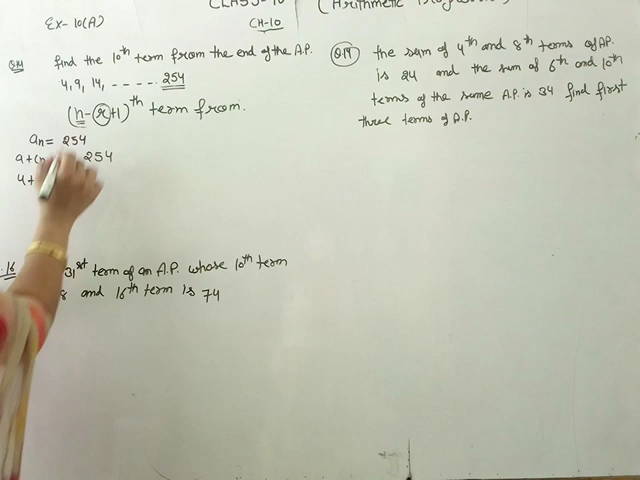 CLASS-10 (Arithmetic Progression)
Ex-10(A)
CH-10
Q.14 find the 10th term from the end of the A.P.
4, 9, 14, ------ 254
(n-r+1)th term from.
an = 254
254
4+
31st term of an A.P. whose 10th term
8 and 16th term is 74
Q.19 the sum of 4th and 8th terms of AP.
is 24 and the sum of 6th and 10th
terms of the same A.P. is 34 find first
three terms of A.P.